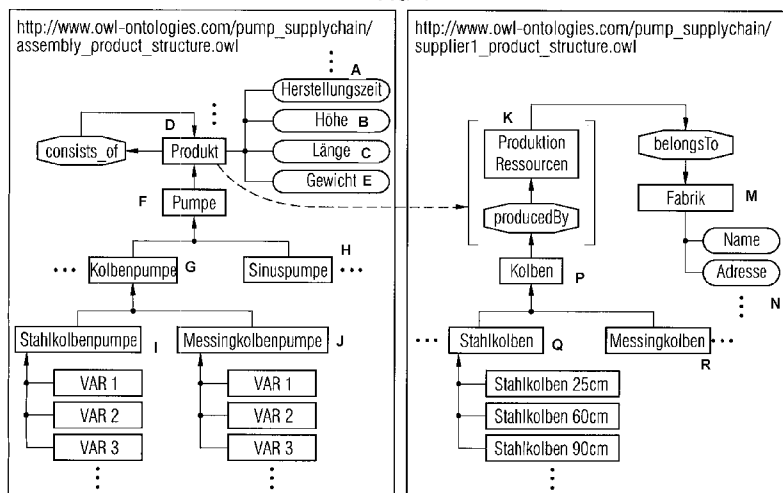 http://www.owl-ontologies.com/pump_supplychain/
assembly_product_structure.owl
A
Herstellungszeit
Höhe B
Länge C
Gewicht E
D
consists_of
Produkt
F
Pumpe
Kolbenpumpe
G
H
Sinuspumpe
Stahlkolbenpumpe
I
Messingkolbenpumpe
J
VAR 1
VAR 2
VAR 3
VAR 1
VAR 2
VAR 3
http://www.owl-ontologies.com/pump_supplychain/
supplier1_product_structure.owl
K
Produktion
Ressourcen
producedBy
belongsTo
Fabrik
M
Name
Adresse
N
Kolben
P
Stahlkolben
Q
Messingkolben
R
Stahlkolben 25cm
Stahlkolben 60cm
Stahlkolben 90cm